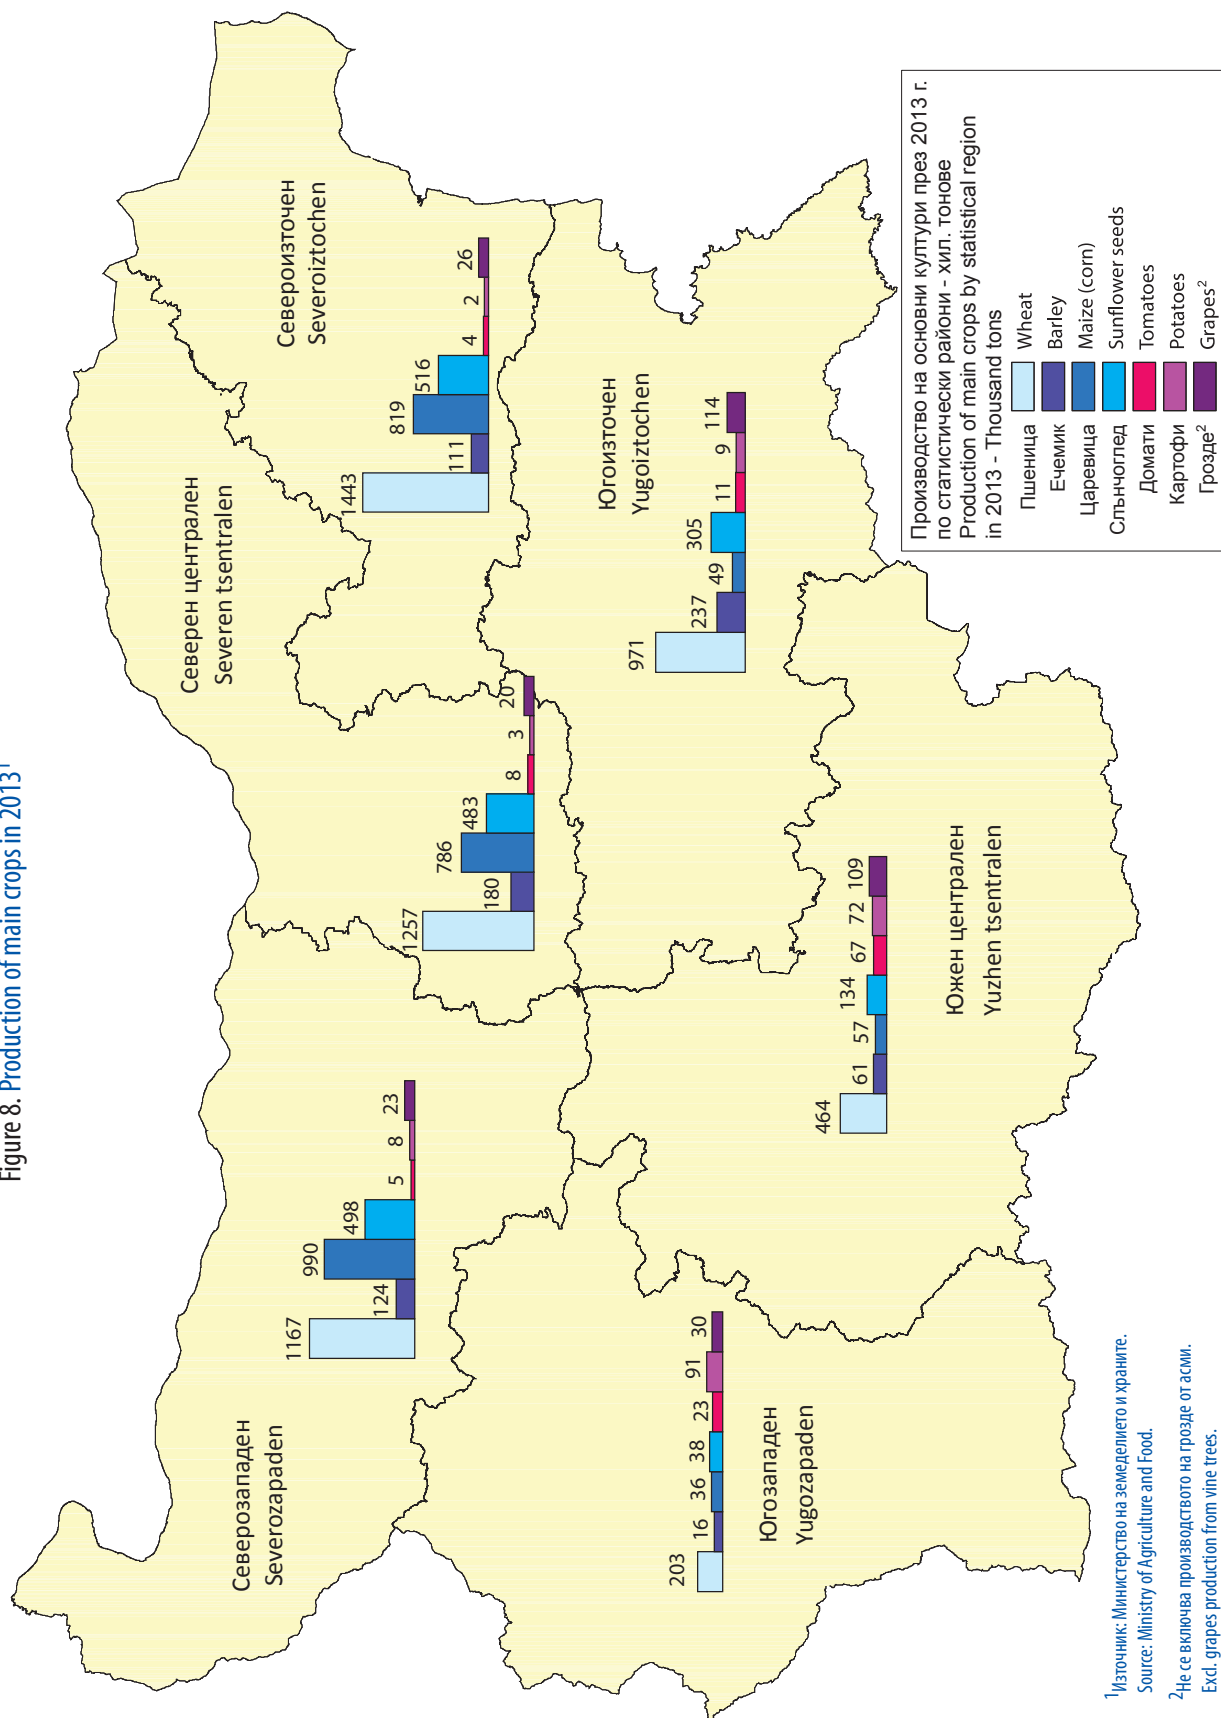 Figure 8. Production of main crops in 2013¹
Северозападен
Severozapaden
1167
124
990
498
5
8
23
Северен централен
Severen tsentralen
1257
180
786
483
8
3
20
Североизточен
Severoiztochen
1443
111
819
516
4
2
26
Югозападен
Yugozapaden
203
16
36
38
23
91
30
Южен централен
Yuzhen tsentralen
464
61
57
134
67
72
109
Югоизточен
Yugoiztochen
971
237
49
305
11
9
114
Производство на основни култури през 2013 г.
по статистически райони - хил. тонове
Production of main crops by statistical region
in 2013 - Thousand tons
Пшеница Wheat
Ечемик Barley
Царевица Maize (corn)
Слънчоглед Sunflower seeds
Домати Tomatoes
Картофи Potatoes
Грозде² Grapes²
¹Източник: Министерство на земеделието и храните.
Source: Ministry of Agriculture and Food.
²Не се включва производството на грозде от асми.
Excl. grapes production from vine trees.